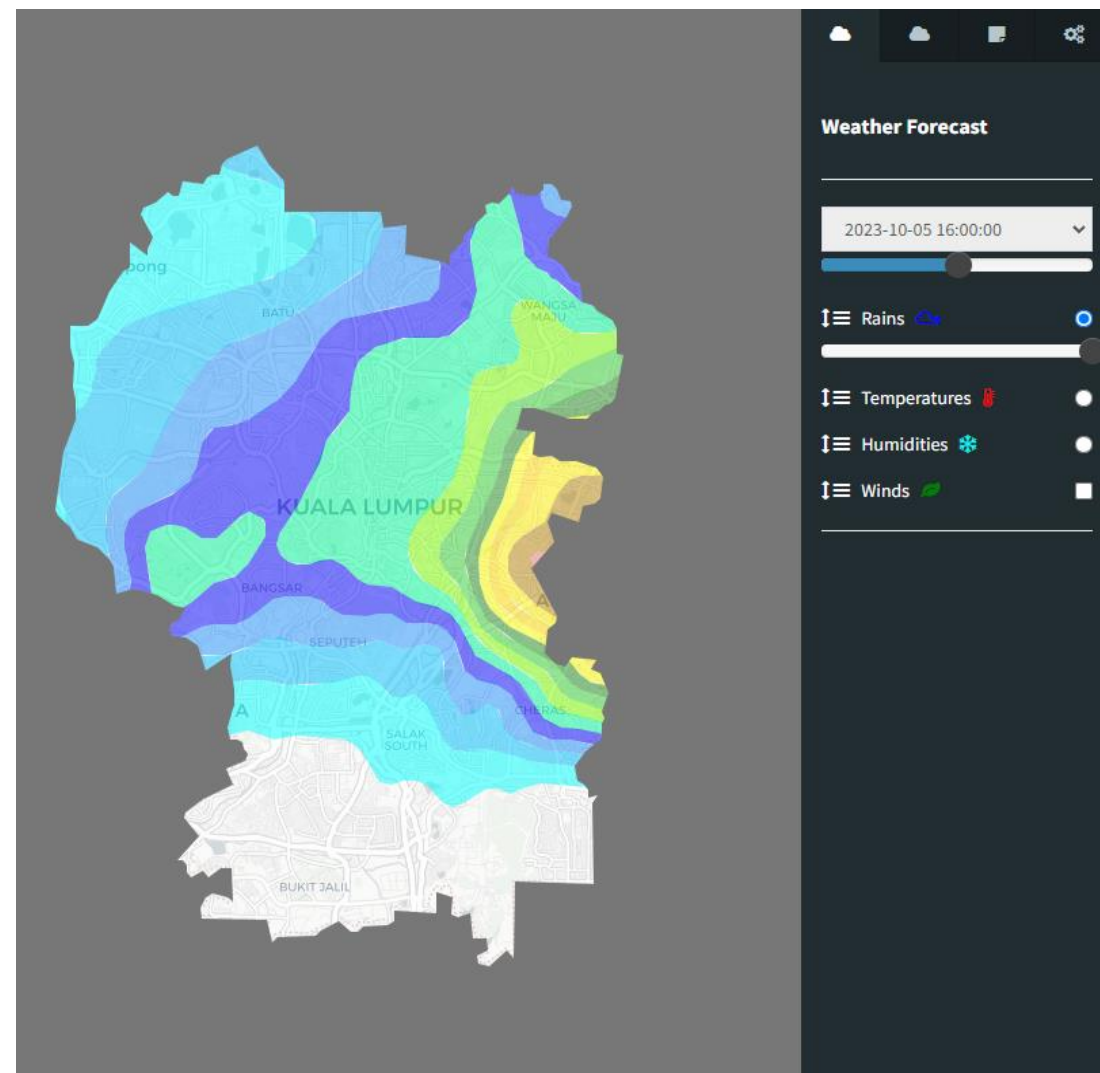 Weather Forecast
2023-10-05 16:00:00
Rains
Temperatures
Humidities
Winds
pong
BATU
WANGSA
MAJU
KUALA LUMPUR
BANGSAR
A
SEPUTEH
CHERAS
A
SALAK
SOUTH
BUKIT JALIL